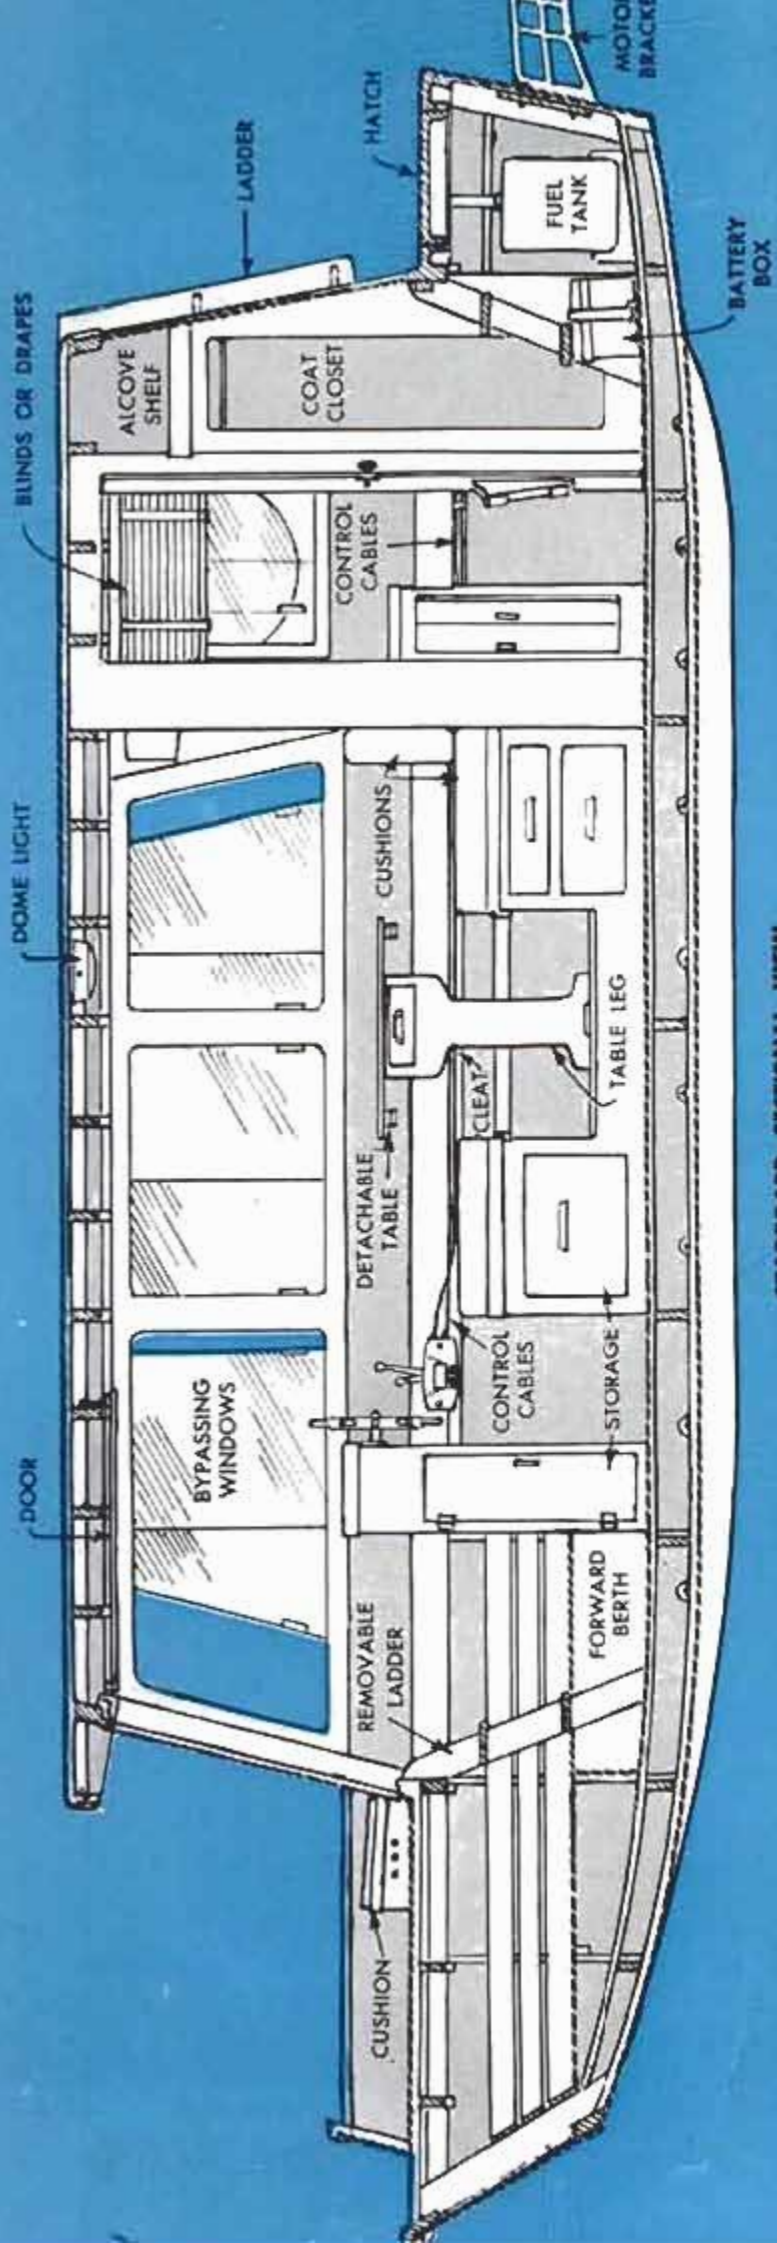 DOOR
DOME LIGHT
BLINDS OR DRAPES
LADDER
HATCH
MOTOR
ALCOVE
SHELF
COAT
CLOSET
FUEL
TANK
BATTERY
BOX
CONTROL
CABLES
BYPASSING
WINDOWS
CUSHIONS
DETACHABLE
TABLE
CLEAT
TABLE LEG
CONTROL
CABLES
STORAGE
REMOVABLE
LADDER
FORWARD
BERTH
CUSHION